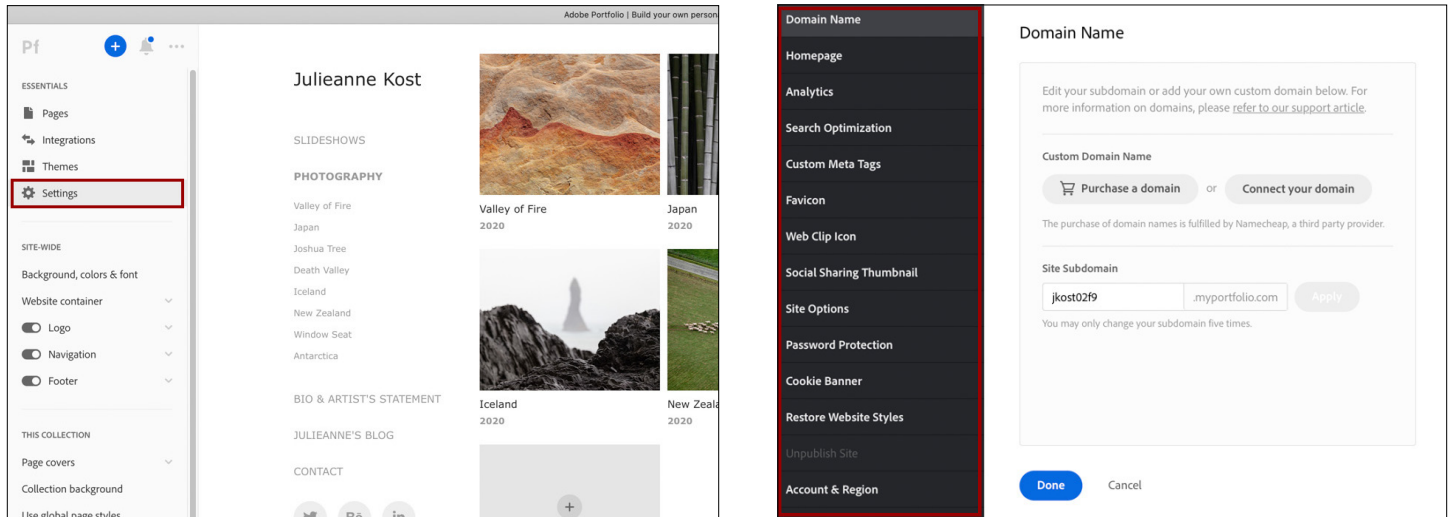 Adobe Portfolio | Build your own person
Pf
ESSENTIALS
Pages
Integrations
Themes
Settings
SITE-WIDE
Background, colors & font
Website container
Logo
Navigation
Footer
THIS COLLECTION
Page covers
Collection background
Use global page styles
Julieanne Kost
SLIDESHOWS
PHOTOGRAPHY
Valley of Fire
Japan
Joshua Tree
Death Valley
Iceland
New Zealand
Window Seat
Antarctica
BIO & ARTIST'S STATEMENT
JULIEANNE'S BLOG
CONTACT
Bē
in
Valley of Fire
2020
Japan
2020
Iceland
2020
New Zeala
2020
Domain Name
Homepage
Analytics
Search Optimization
Custom Meta Tags
Favicon
Web Clip Icon
Social Sharing Thumbnail
Site Options
Password Protection
Cookie Banner
Restore Website Styles
Unpublish Site
Account & Region
Domain Name
Edit your subdomain or add your own custom domain below. For
more information on domains, please refer to our support article.
Custom Domain Name
Purchase a domain or Connect your domain
The purchase of domain names is fulfilled by Namecheap, a third party provider.
Site Subdomain
jkost02f9 .myportfolio.com Apply
You may only change your subdomain five times.
Done Cancel